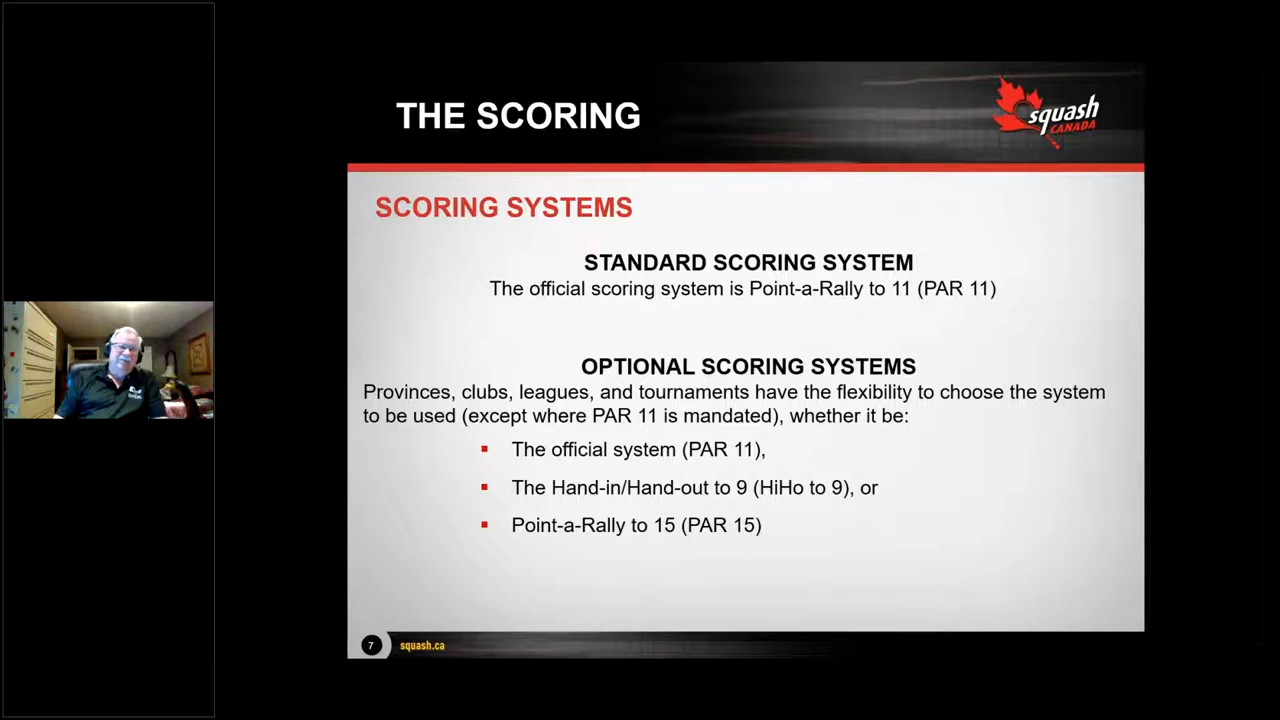 THE SCORING
squash
CANADA
SCORING SYSTEMS
STANDARD SCORING SYSTEM
The official scoring system is Point-a-Rally to 11 (PAR 11)
OPTIONAL SCORING SYSTEMS
Provinces, clubs, leagues, and tournaments have the flexibility to choose the system
to be used (except where PAR 11 is mandated), whether it be:
▪ The official system (PAR 11),
▪ The Hand-in/Hand-out to 9 (HiHo to 9), or
▪ Point-a-Rally to 15 (PAR 15)
7 squash.ca